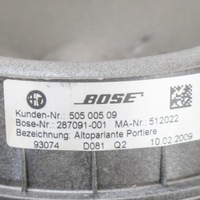 BOSE
Kunden-Nr.: 505 005 09
Bose-Nr.: 287091-001 MA-Nr.: 512022
Bezeichnung: Altoparlante Portiere
93074 D081 Q2 10.02.2009